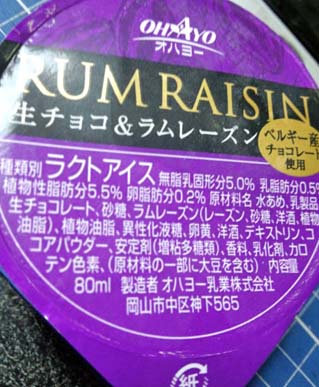 OHAYO
オハヨー
RUM RAISIN
生チョコ&ラムレーズン
ベルギー産
チョコレート
使用
種類別 ラクトアイス 無脂乳固形分5.0% 乳脂肪分0.5%
植物性脂肪分5.5% 卵脂肪分0.2% 原材料名 水あめ、乳製品、
生チョコレート、砂糖、ラムレーズン(レーズン、砂糖、洋酒、植物
油脂)、植物油脂、異性化液糖、卵黄、洋酒、デキストリン、コ
コアパウダー、安定剤(増粘多糖類)、香料、乳化剤、カロ
テン色素、(原材料の一部に大豆を含む) 内容量
80ml 製造者 オハヨー乳業株式会社
岡山市中区神下565
紙